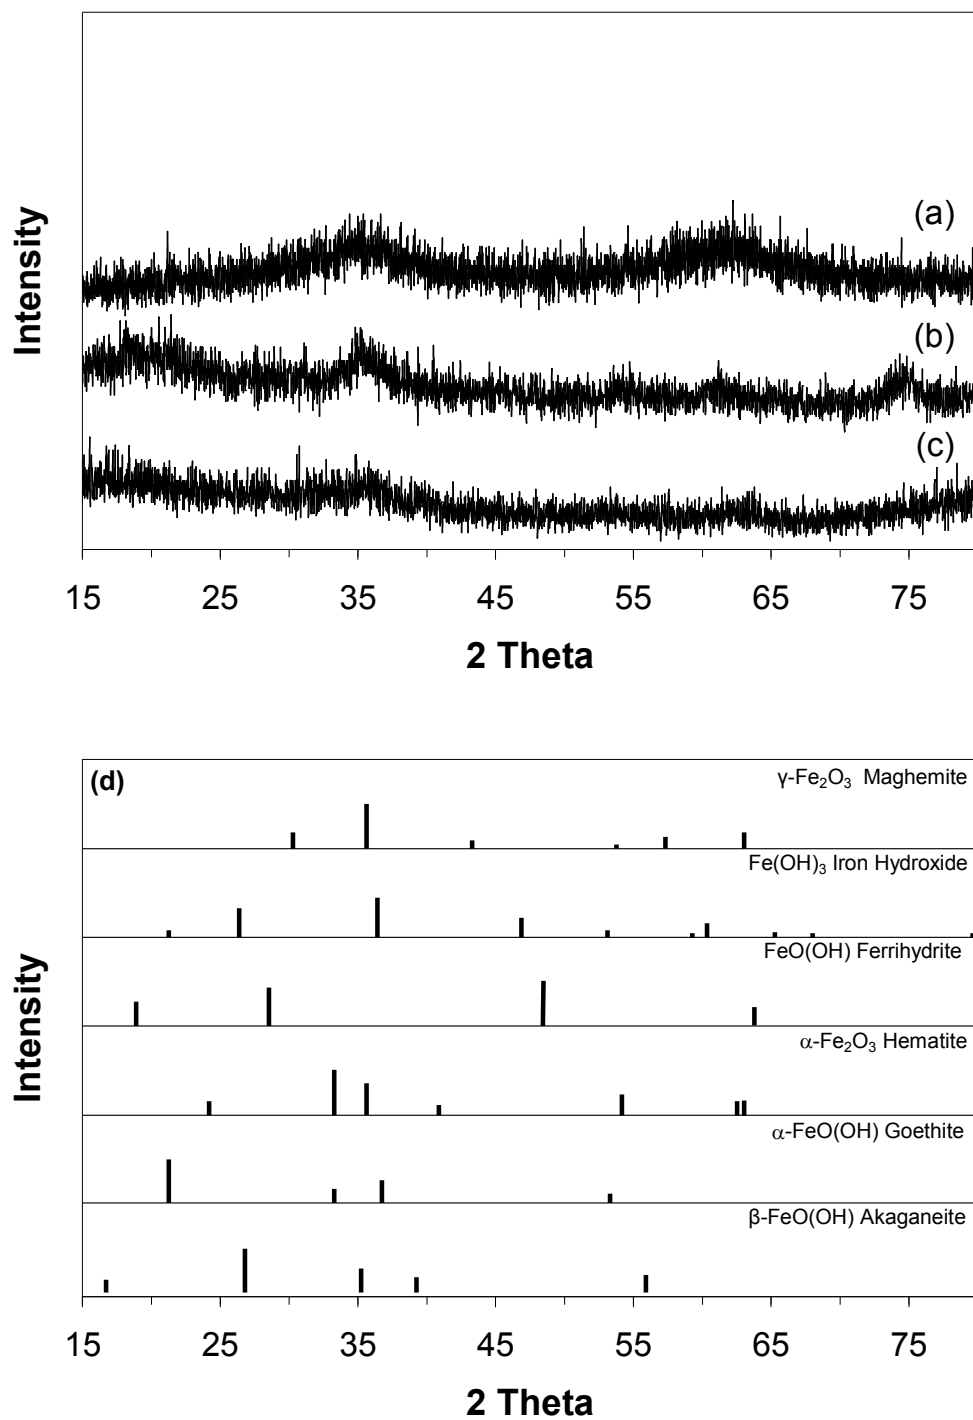 (a)
(b)
(c)
Intensity
15 25 35 45 55 65 75
2 Theta
(d)
γ-Fe₂O₃ Maghemite
Fe(OH)₃ Iron Hydroxide
FeO(OH) Ferrihydrite
α-Fe₂O₃ Hematite
α-FeO(OH) Goethite
β-FeO(OH) Akaganeite
Intensity
15 25 35 45 55 65 75
2 Theta